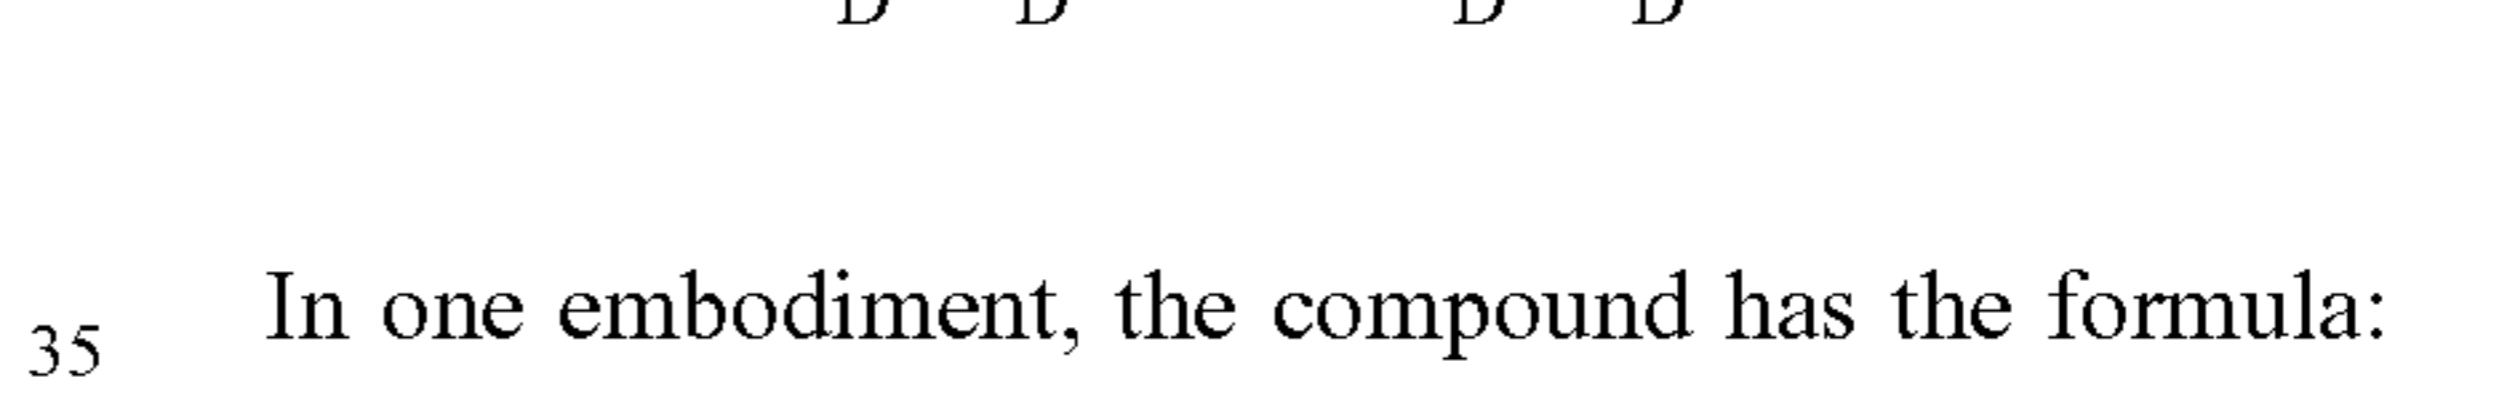 D D D D
35 In one embodiment, the compound has the formula: